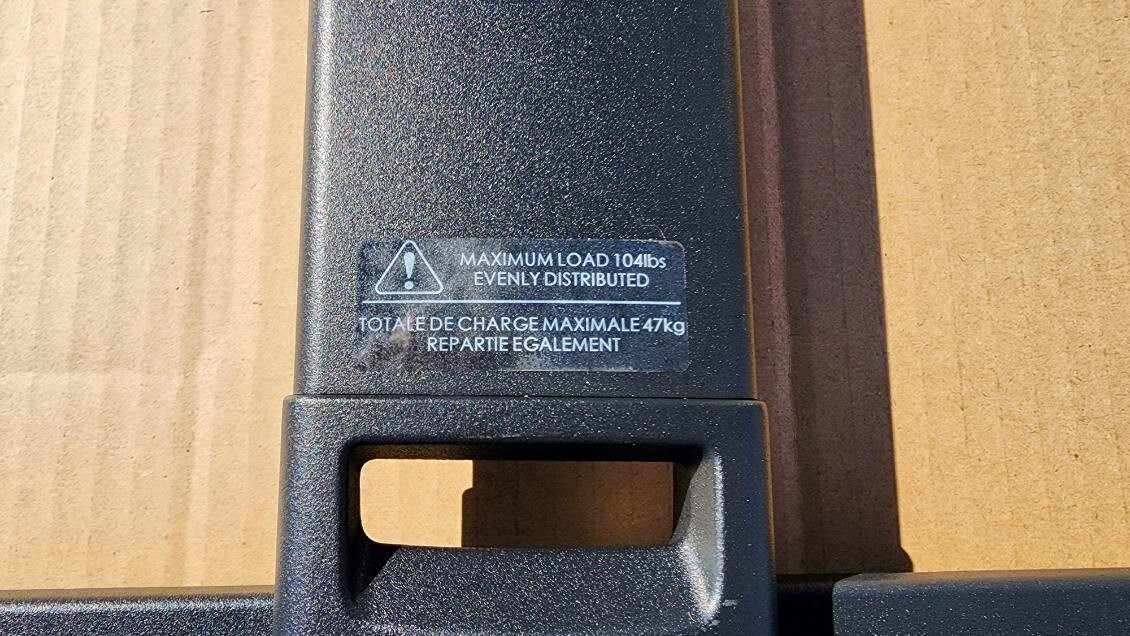 MAXIMUM LOAD 104lbs
EVENLY DISTRIBUTED
TOTALE DE CHARGE MAXIMALE 47kg
REPARTIE EGALEMENT